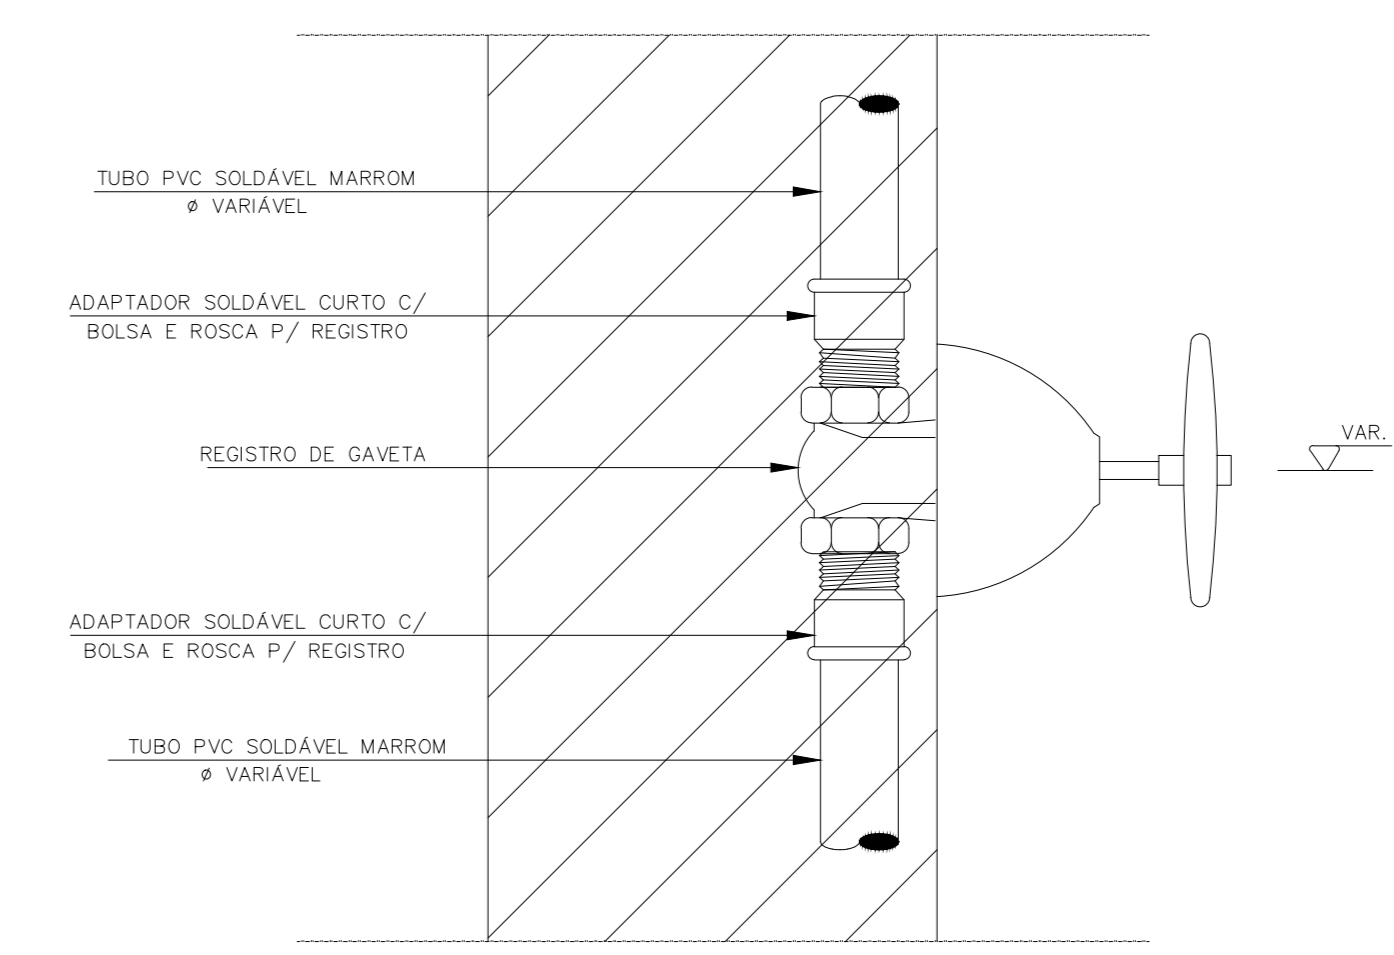 TUBO PVC SOLDÁVEL MARROM
ø VARIÁVEL
ADAPTADOR SOLDÁVEL CURTO C/
BOLSA E ROSCA P/ REGISTRO
VAR.
REGISTRO DE GAVETA
ADAPTADOR SOLDÁVEL CURTO C/
BOLSA E ROSCA P/ REGISTRO
TUBO PVC SOLDÁVEL MARROM
ø VARIÁVEL